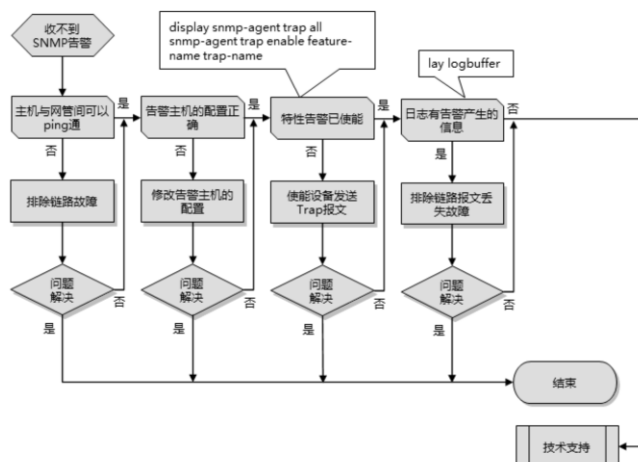 收不到
SNMP告警
display snmp-agent trap all
snmp-agent trap enable feature-
name trap-name
lay logbuffer
主机与网管间可以
ping通
是
告警主机的配置正
确
是
特性告警已使能
是
日志有告警产生的
信息
否
否
否
否
是
排除链路故障
修改告警主机的
配置
使能设备发送
Trap报文
排除链路报文丢
失故障
问题
解决
否
问题
解决
否
问题
解决
否
问题
解决
否
是
是
是
是
结束
技术支持